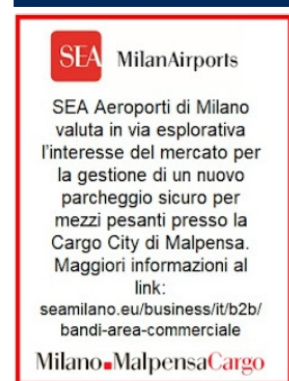 SEA MilanAirports
SEA Aeroporti di Milano
valuta in via esplorativa
l'interesse del mercato per
la gestione di un nuovo
parcheggio sicuro per
mezzi pesanti presso la
Cargo City di Malpensa.
Maggiori informazioni al
link:
seamilano.eu/business/it/b2b/
bandi-area-commerciale
Milano MalpensaCargo